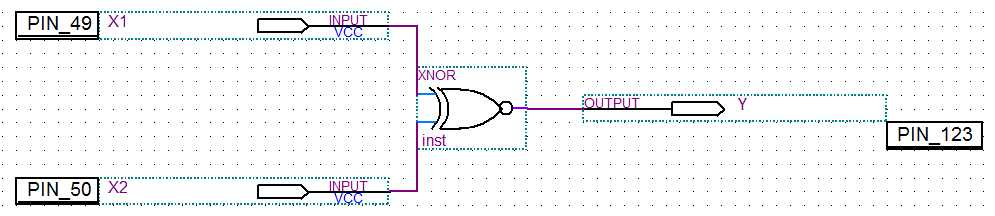 PIN_49 X1 INPUT
VCC
XNOR
OUTPUT Y
inst
PIN_123
PIN_50 X2 INPUT
VCC